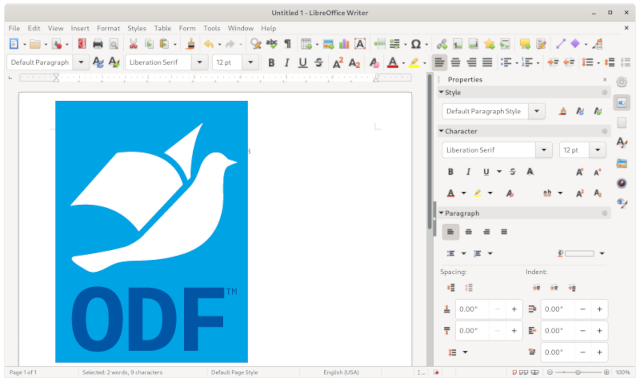 Untitled 1 - LibreOffice Writer
File Edit View Insert Format Styles Table Form Tools Window Help
Default Paragraph Liberation Serif 12 pt
Properties
Style
Default Paragraph Style
Character
Liberation Serif 12 pt
Paragraph
Spacing: Indent:
0.00" 0.00"
0.00" 0.00"
0.00"
ODF™
Page 1 of 1 Selected: 2 words, 9 characters Default Page Style English (USA) 100%